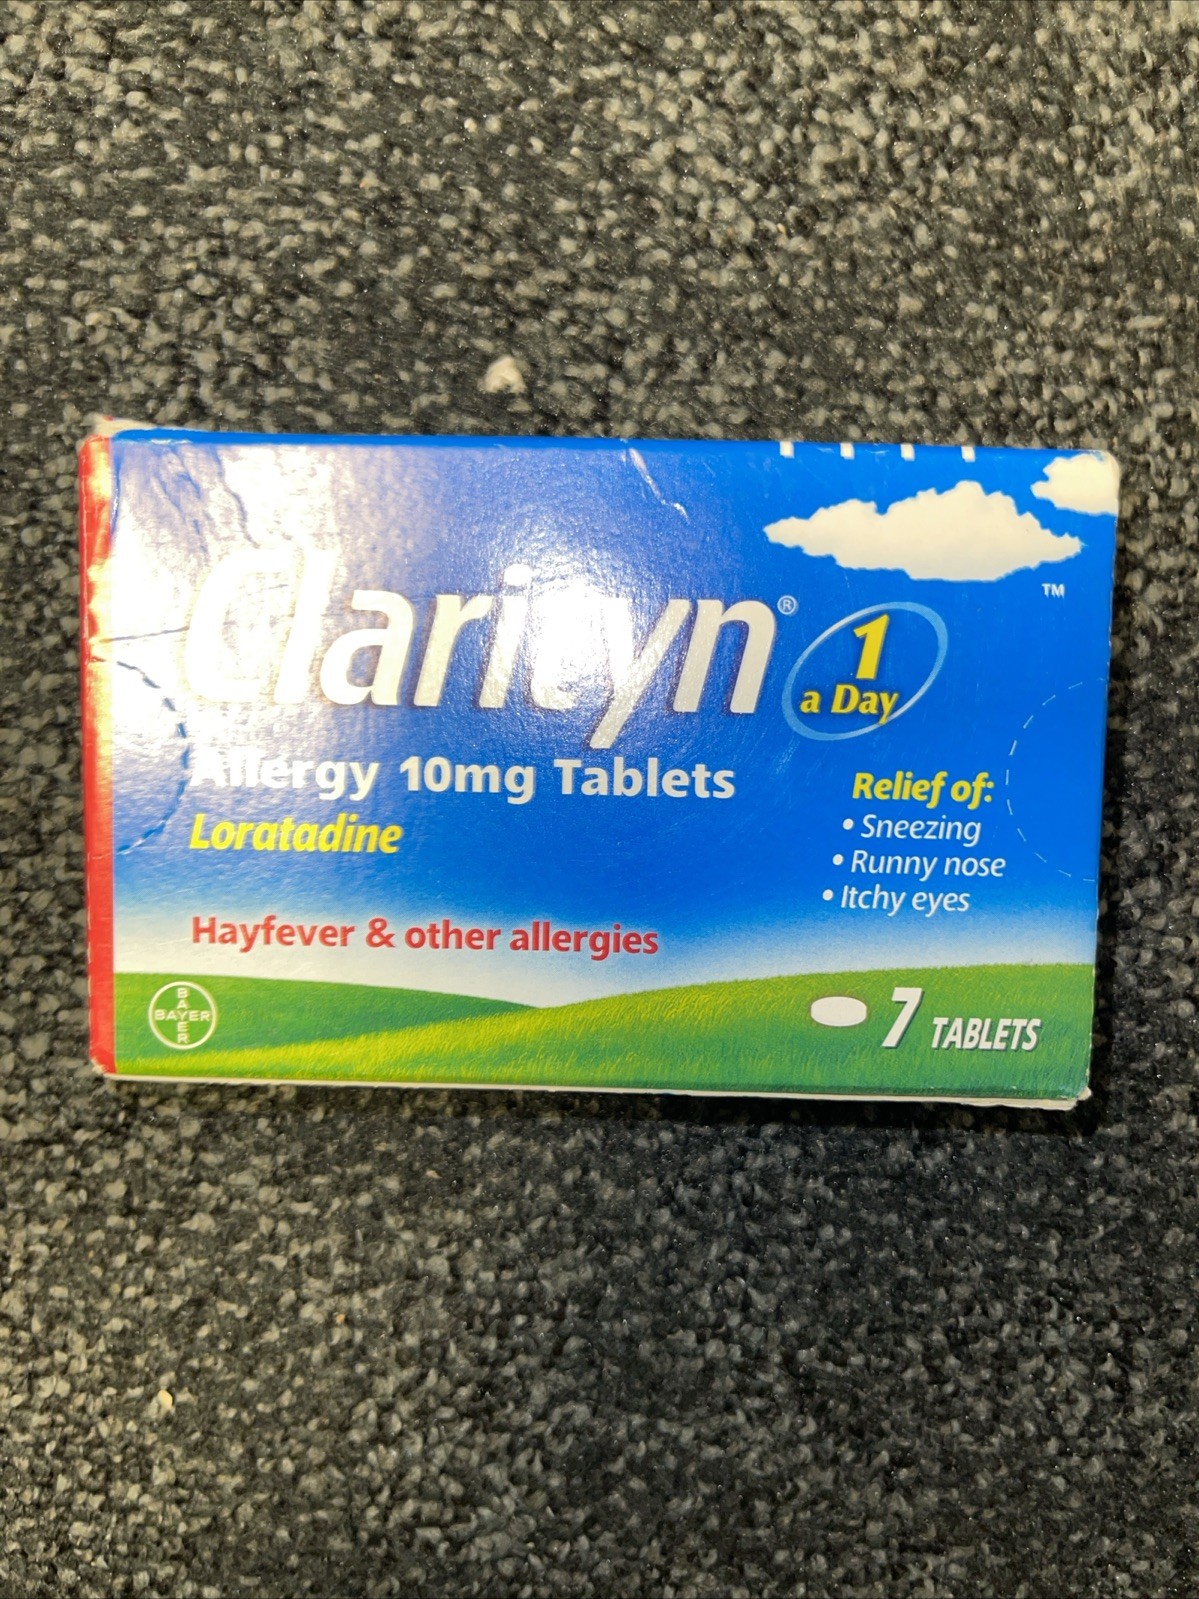 Clarityn®
1
a Day
TM
Allergy 10mg Tablets
Loratadine
Relief of:
• Sneezing
• Runny nose
• Itchy eyes
Hayfever & other allergies
BAYER
BAYER
7 TABLETS